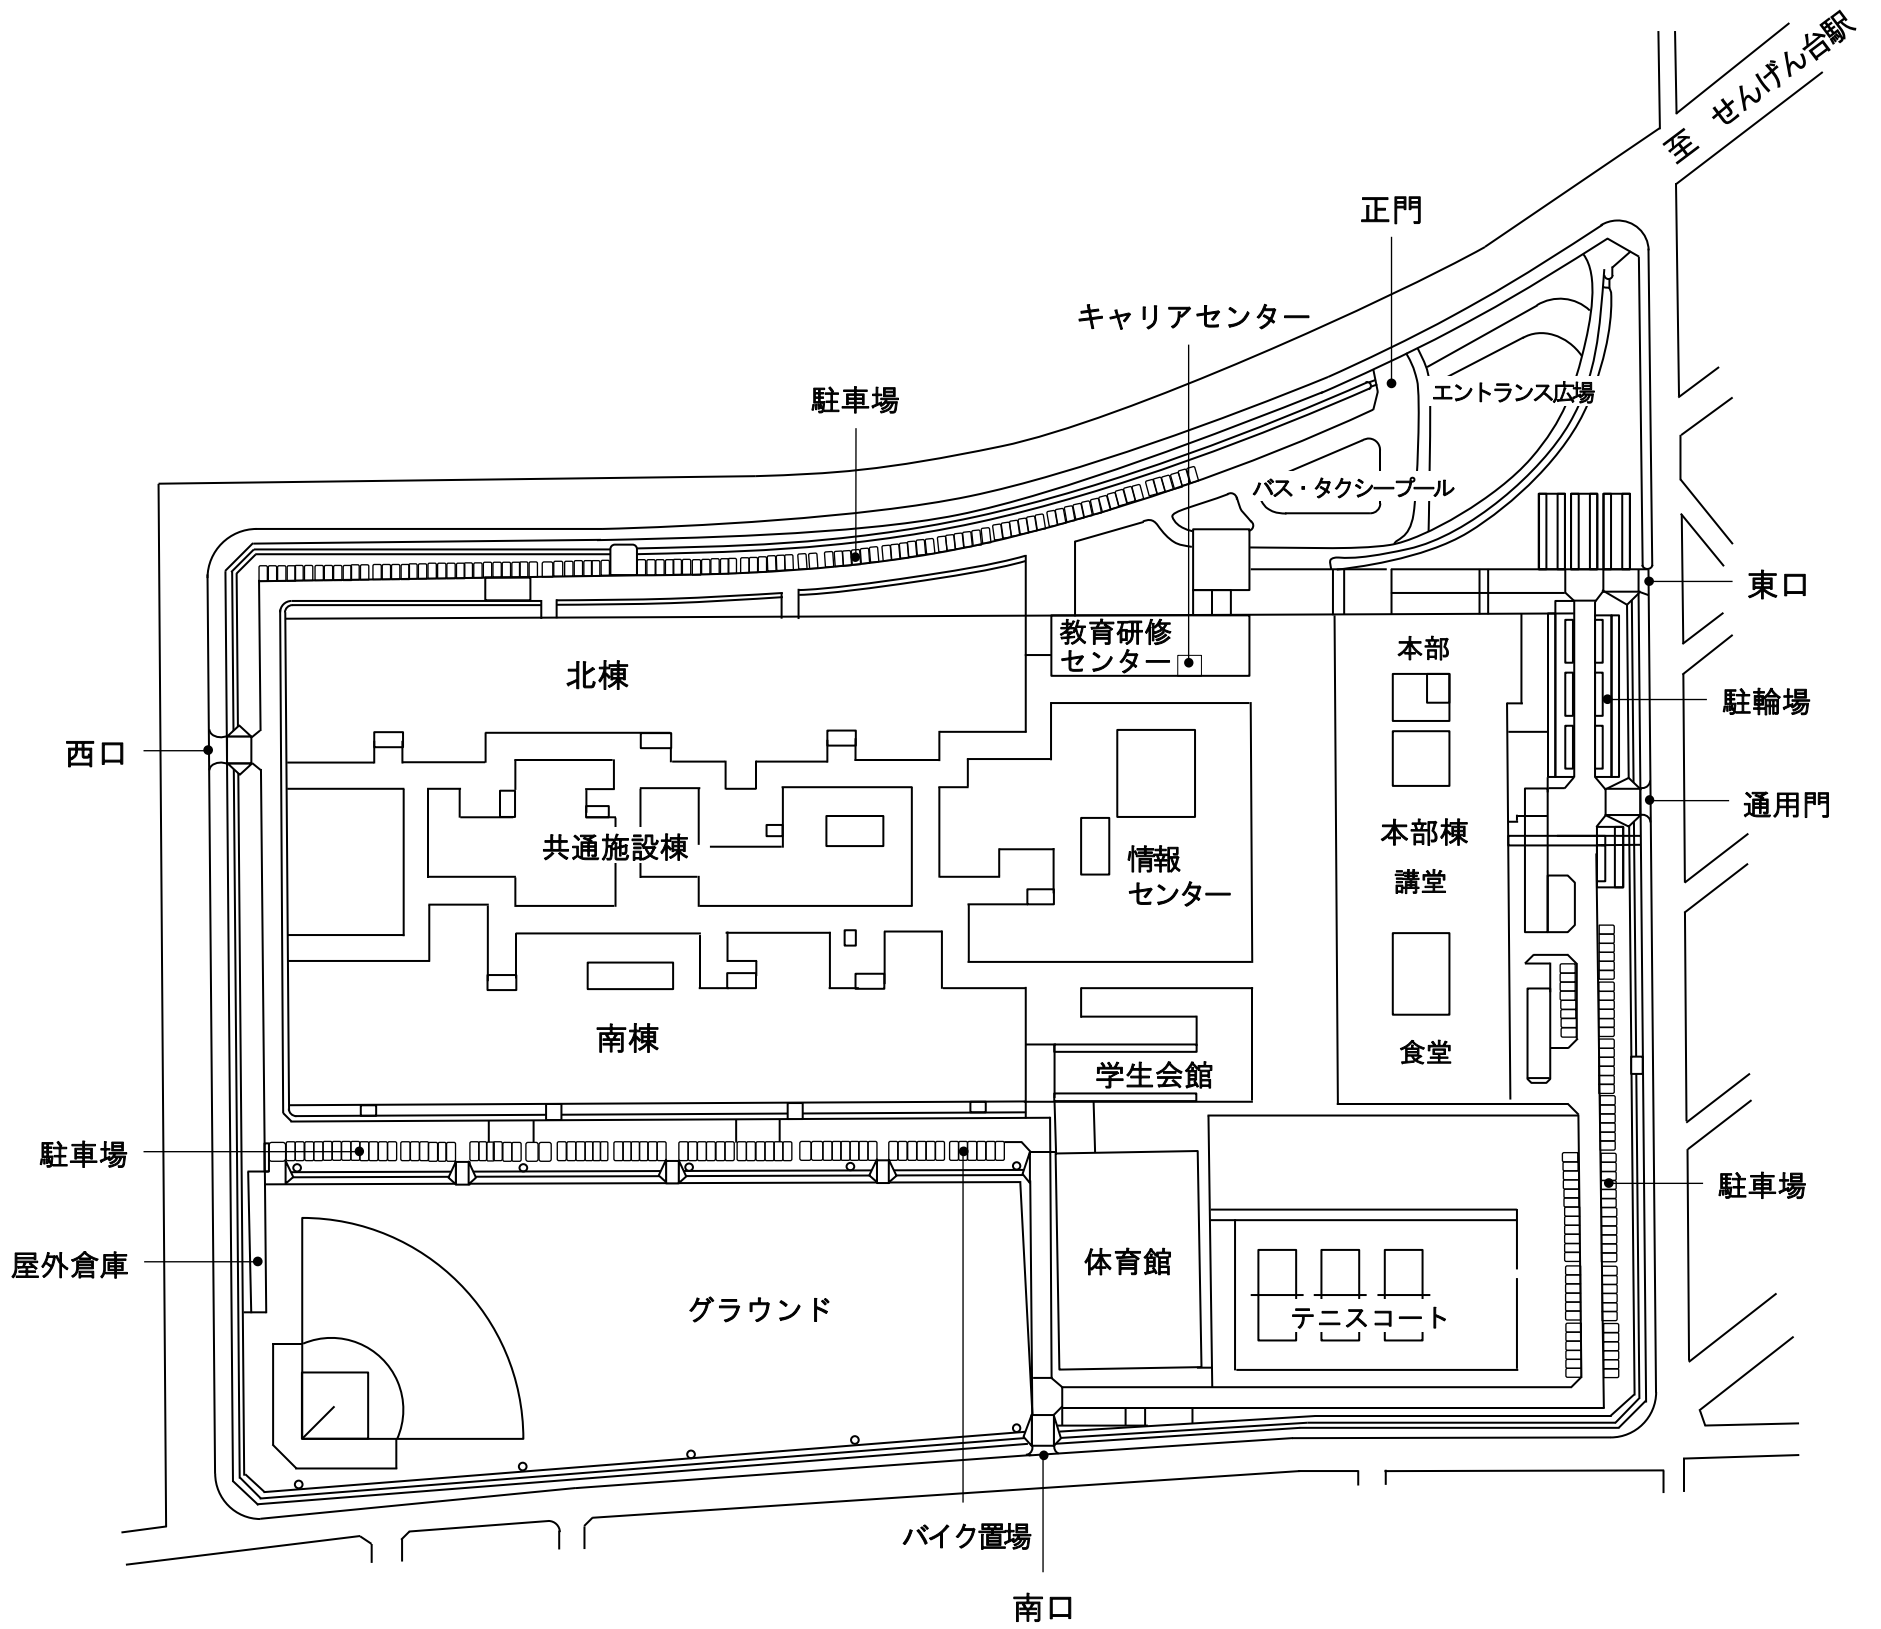 至 せんげん台駅
正門
キャリアセンター
駐車場
エントランス広場
バス・タクシープール
東口
教育研修
センター
本部
北棟
駐輪場
西口
通用門
共通施設棟
情報
センター
本部棟
講堂
南棟
学生会館
食堂
駐車場
駐車場
屋外倉庫
体育館
グラウンド
テニスコート
バイク置場
南口